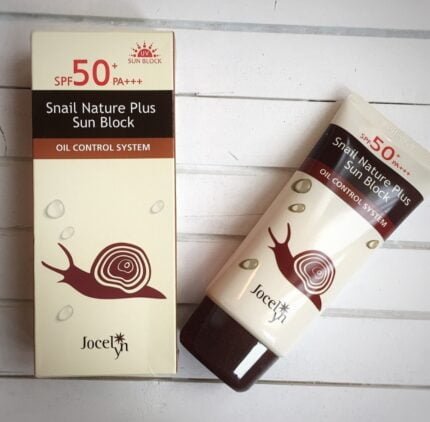 UV
SUN BLOCK
SPF50+ PA+++
Snail Nature Plus
Sun Block
OIL CONTROL SYSTEM
Jocelyn
SPF50+ PA+++
Snail Nature Plus
Sun Block
OIL CONTROL SYSTEM
Jocelyn